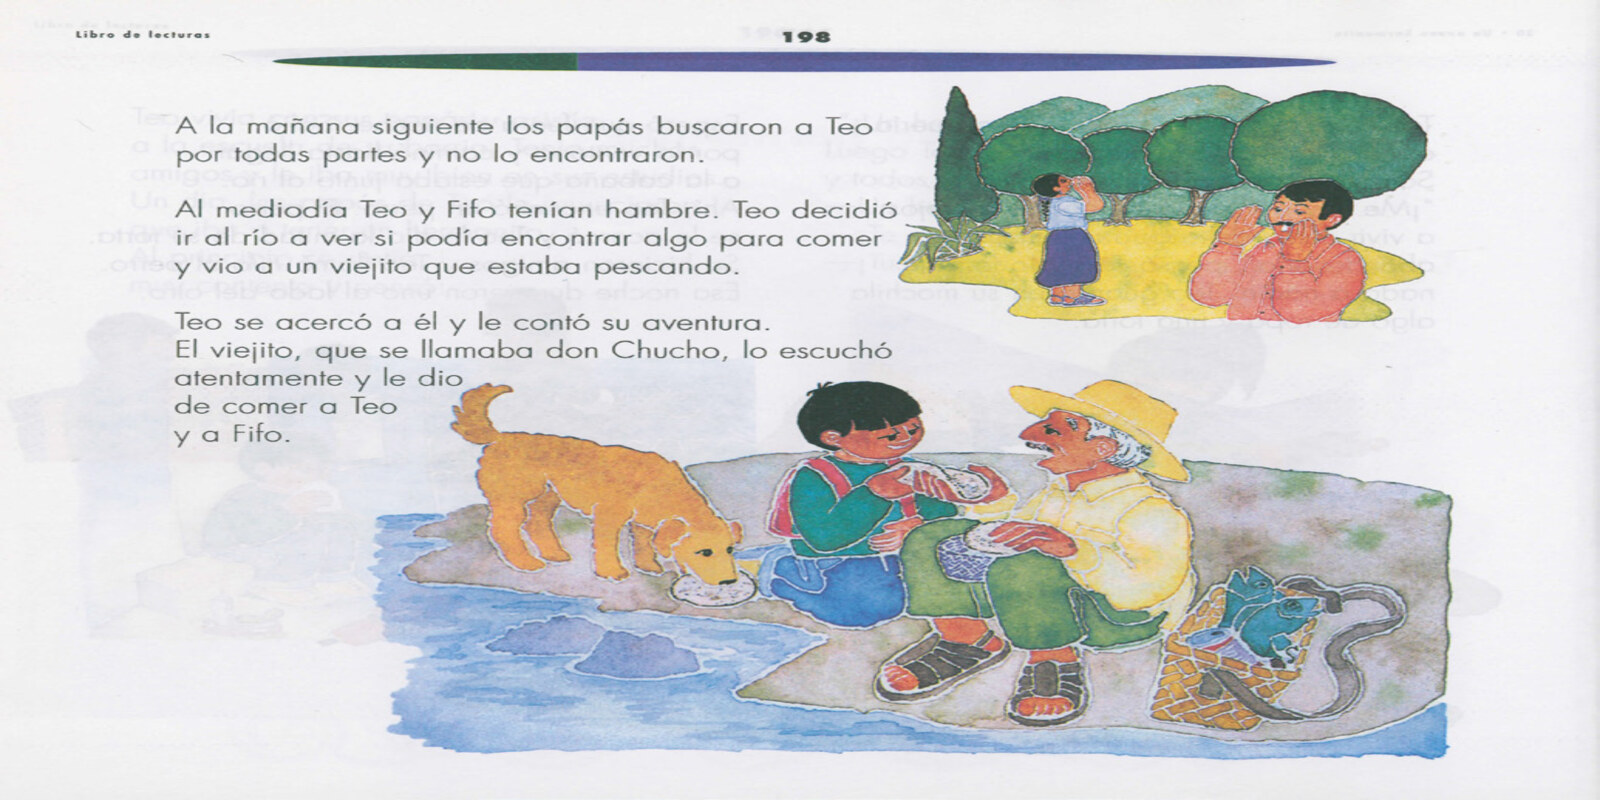 Libro de lecturas
198
A la mañana siguiente los papás buscaron a Teo
por todas partes y no lo encontraron.
Al mediodía Teo y Fifo tenían hambre. Teo decidió
ir al río a ver si podía encontrar algo para comer
y vio a un viejito que estaba pescando.
Teo se acercó a él y le contó su aventura.
El viejito, que se llamaba don Chucho, lo escuchó
atentamente y le dio
de comer a Teo
y a Fifo.